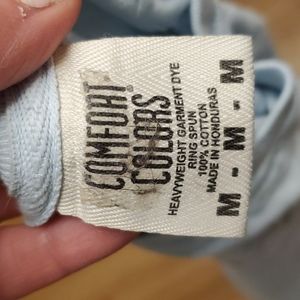 COMFORT
COLORS
HEAVYWEIGHT GARMENT DYE
RING SPUN
100% COTTON
MADE IN HONDURAS
M - M - M